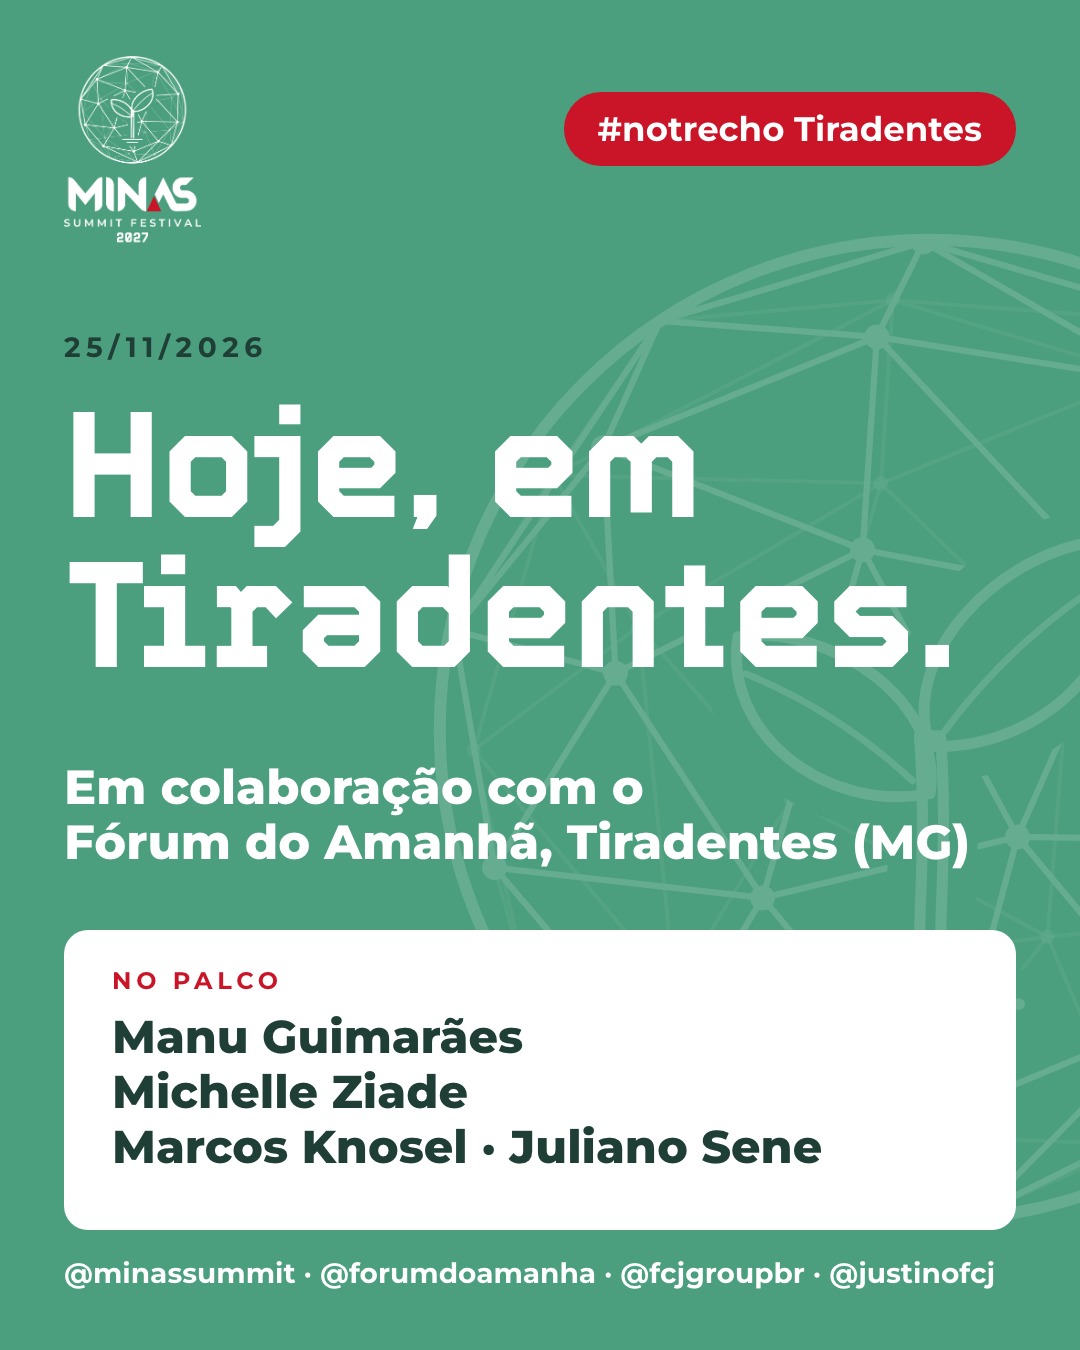 MINAS
SUMMIT FESTIVAL
2027
#notrecho Tiradentes
25/11/2026
Hoje, em
Tiradentes.
Em colaboração com o
Fórum do Amanhã, Tiradentes (MG)
NO PALCO
Manu Guimarães
Michelle Ziade
Marcos Knosel · Juliano Sene
@minassummit · @forumdoamanha · @fcjgroupbr · @justinofcj